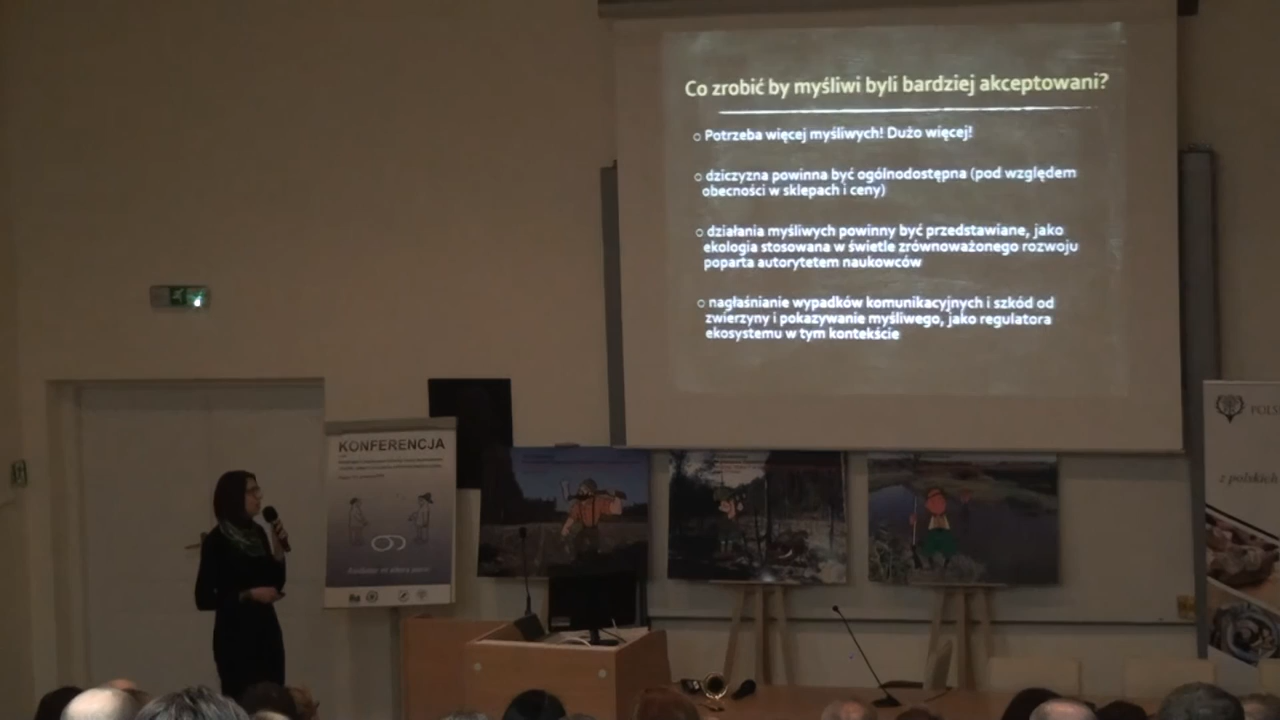 Co zrobić by myśliwi byli bardziej akceptowani?
Potrzeba więcej myśliwych! Dużo więcej!
dziczyzna powinna być ogólnodostępna (pod względem
obecności w sklepach i ceny)
działania myśliwych powinny być przedstawiane, jako
ekologia stosowana w świetle zrównoważonego rozwoju
poparta autorytetem naukowców
nagłaśnianie wypadków komunikacyjnych i szkód od
zwierzyny i pokazywanie myśliwego, jako regulatora
ekosystemu w tym kontekście
KONFERENCJA
POLS
z polskich